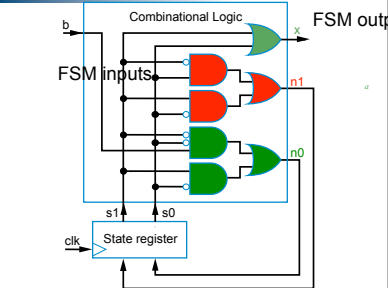 Combinational Logic
b
x
FSM outp
FSM inputs
n1
a
n0
s1
s0
clk
State register